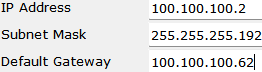 IP Address 100.100.100.2
Subnet Mask 255.255.255.192
Default Gateway 100.100.100.62